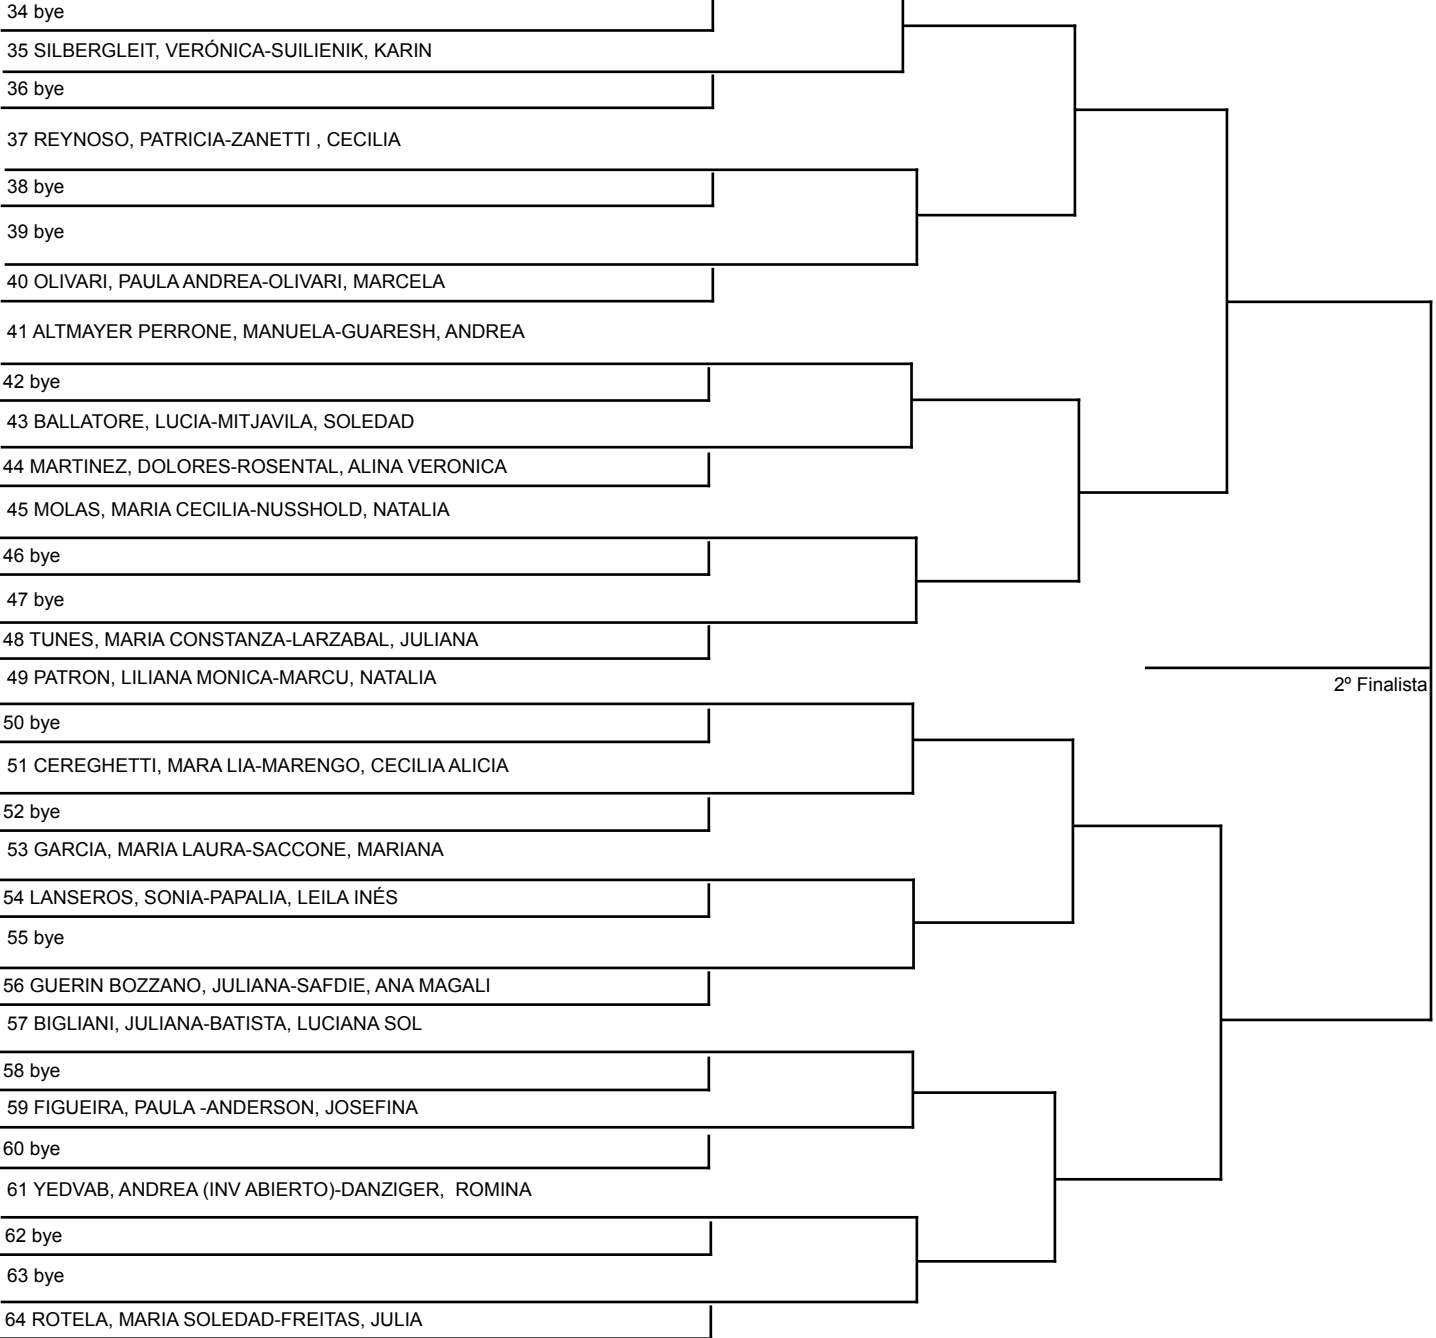 34 bye
35 SILBERGLEIT, VERÓNICA-SUILIENIK, KARIN
36 bye
37 REYNOSO, PATRICIA-ZANETTI , CECILIA
38 bye
39 bye
40 OLIVARI, PAULA ANDREA-OLIVARI, MARCELA
41 ALTMAYER PERRONE, MANUELA-GUARESH, ANDREA
42 bye
43 BALLATORE, LUCIA-MITJAVILA, SOLEDAD
44 MARTINEZ, DOLORES-ROSENTAL, ALINA VERONICA
45 MOLAS, MARIA CECILIA-NUSSHOLD, NATALIA
46 bye
47 bye
48 TUNES, MARIA CONSTANZA-LARZABAL, JULIANA
49 PATRON, LILIANA MONICA-MARCU, NATALIA
2º Finalista
50 bye
51 CEREGHETTI, MARA LIA-MARENGO, CECILIA ALICIA
52 bye
53 GARCIA, MARIA LAURA-SACCONE, MARIANA
54 LANSEROS, SONIA-PAPALIA, LEILA INÉS
55 bye
56 GUERIN BOZZANO, JULIANA-SAFDIE, ANA MAGALI
57 BIGLIANI, JULIANA-BATISTA, LUCIANA SOL
58 bye
59 FIGUEIRA, PAULA -ANDERSON, JOSEFINA
60 bye
61 YEDVAB, ANDREA (INV ABIERTO)-DANZIGER,  ROMINA
62 bye
63 bye
64 ROTELA, MARIA SOLEDAD-FREITAS, JULIA